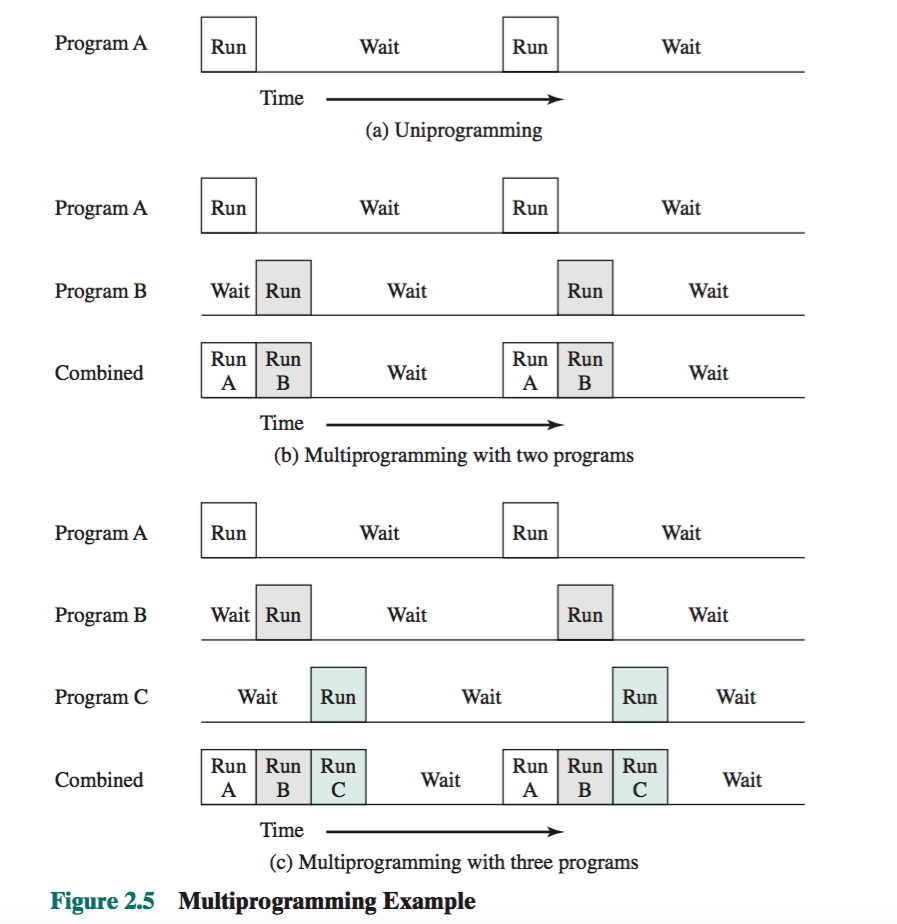 Program A Run Wait Run Wait
Time
(a) Uniprogramming
Program A Run Wait Run Wait
Program B Wait Run Wait Run Wait
Combined Run A Run B Wait Run A Run B Wait
Time
(b) Multiprogramming with two programs
Program A Run Wait Run Wait
Program B Wait Run Wait Run Wait
Program C Wait Run Wait Run Wait
Combined Run A Run B Run C Wait Run A Run B Run C Wait
Time
(c) Multiprogramming with three programs
Figure 2.5 Multiprogramming Example